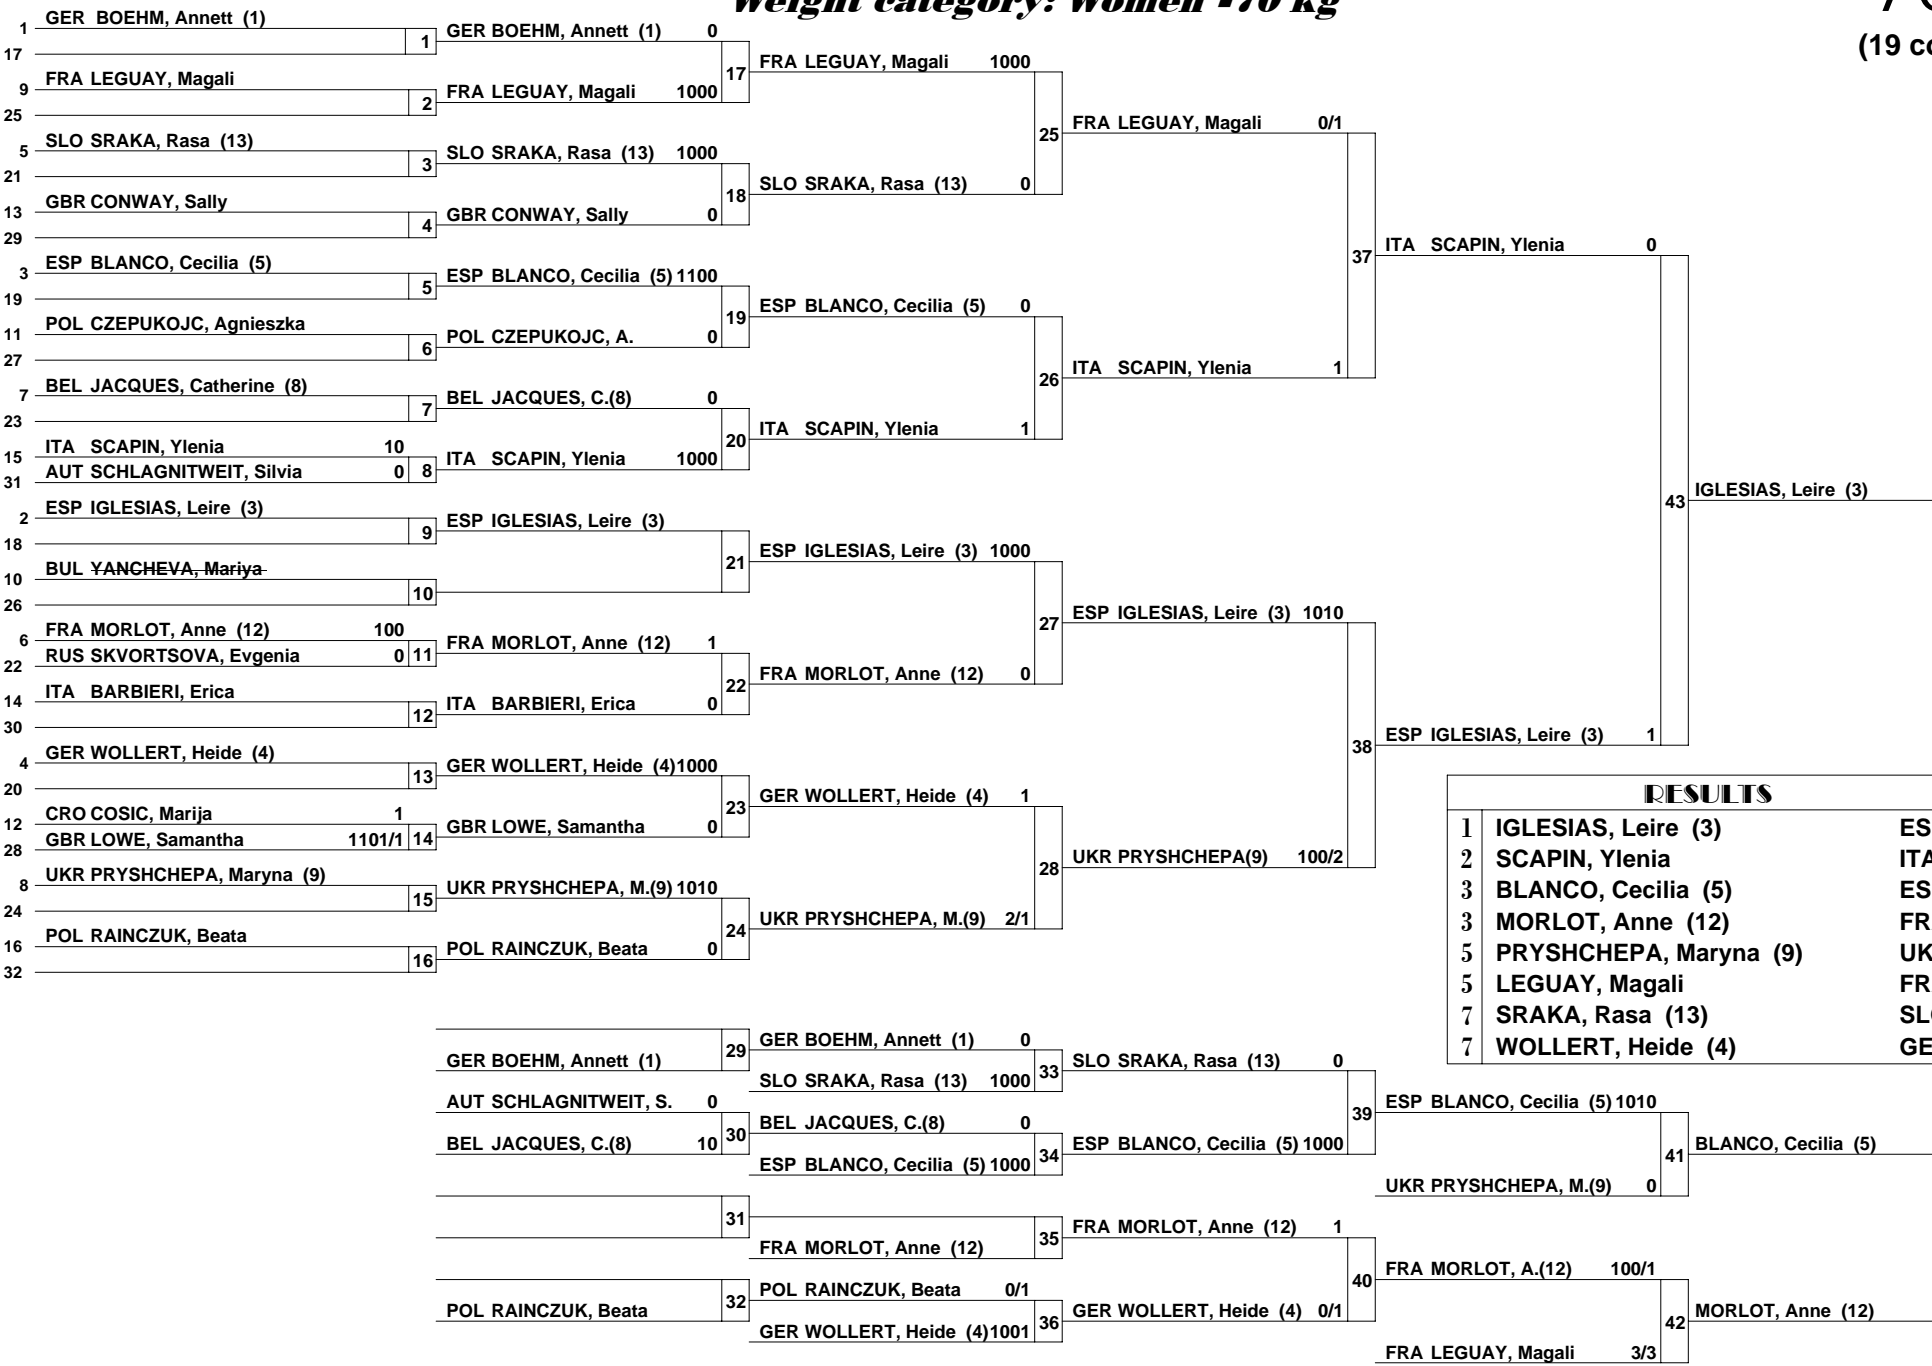 Weight category: Women -70 kg
(19 co
1 GER BOEHM, Annett (1)
17
1
9 FRA LEGUAY, Magali
25
2
5 SLO SRAKA, Rasa (13)
21
3
13 GBR CONWAY, Sally
29
4
3 ESP BLANCO, Cecilia (5)
19
5
11 POL CZEPUKOJC, Agnieszka
27
6
7 BEL JACQUES, Catherine (8)
23
7
15 ITA SCAPIN, Ylenia 10
31 AUT SCHLAGNITWEIT, Silvia 0
8
2 ESP IGLESIAS, Leire (3)
18
9
10 BUL YANCHEVA, Mariya
26
10
6 FRA MORLOT, Anne (12) 100
22 RUS SKVORTSOVA, Evgenia 0
11
14 ITA BARBIERI, Erica
30
12
4 GER WOLLERT, Heide (4)
20
13
12 CRO COSIC, Marija 1
28 GBR LOWE, Samantha 1101/1
14
8 UKR PRYSHCHEPA, Maryna (9)
24
15
16 POL RAINCZUK, Beata
32
16
GER BOEHM, Annett (1) 0
17
FRA LEGUAY, Magali 1000
SLO SRAKA, Rasa (13) 1000
18
GBR CONWAY, Sally 0
ESP BLANCO, Cecilia (5) 1100
19
POL CZEPUKOJC, A. 0
BEL JACQUES, C.(8) 0
20
ITA SCAPIN, Ylenia 1000
ESP IGLESIAS, Leire (3)
21
FRA MORLOT, Anne (12) 1
22
ITA BARBIERI, Erica 0
GER WOLLERT, Heide (4) 1000
23
GBR LOWE, Samantha 0
UKR PRYSHCHEPA, M.(9) 1010
24
POL RAINCZUK, Beata 0
FRA LEGUAY, Magali 1000
25
SLO SRAKA, Rasa (13) 0
ESP BLANCO, Cecilia (5) 0
26
ITA SCAPIN, Ylenia 1
ESP IGLESIAS, Leire (3) 1000
27
FRA MORLOT, Anne (12) 0
GER WOLLERT, Heide (4) 1
28
UKR PRYSHCHEPA, M.(9) 2/1
FRA LEGUAY, Magali 0/1
37
ITA SCAPIN, Ylenia 1
ESP IGLESIAS, Leire (3) 1010
38
UKR PRYSHCHEPA(9) 100/2
ITA SCAPIN, Ylenia 0
43
ESP IGLESIAS, Leire (3) 1
IGLESIAS, Leire (3)
RESULTS
1 IGLESIAS, Leire (3) ES
2 SCAPIN, Ylenia ITA
3 BLANCO, Cecilia (5) ES
3 MORLOT, Anne (12) FR
5 PRYSHCHEPA, Maryna (9) UK
5 LEGUAY, Magali FR
7 SRAKA, Rasa (13) SL
7 WOLLERT, Heide (4) GE
GER BOEHM, Annett (1)
29
AUT SCHLAGNITWEIT, S. 0
30
BEL JACQUES, C.(8) 10
31
32
POL RAINCZUK, Beata
GER BOEHM, Annett (1) 0
33
SLO SRAKA, Rasa (13) 1000
BEL JACQUES, C.(8) 0
34
ESP BLANCO, Cecilia (5) 1000
35
FRA MORLOT, Anne (12)
POL RAINCZUK, Beata 0/1
36
GER WOLLERT, Heide (4) 1001
SLO SRAKA, Rasa (13) 0
39
ESP BLANCO, Cecilia (5) 1000
FRA MORLOT, Anne (12) 1
40
GER WOLLERT, Heide (4) 0/1
ESP BLANCO, Cecilia (5) 1010
41
UKR PRYSHCHEPA, M.(9) 0
FRA MORLOT, A.(12) 100/1
42
FRA LEGUAY, Magali 3/3
BLANCO, Cecilia (5)
MORLOT, Anne (12)